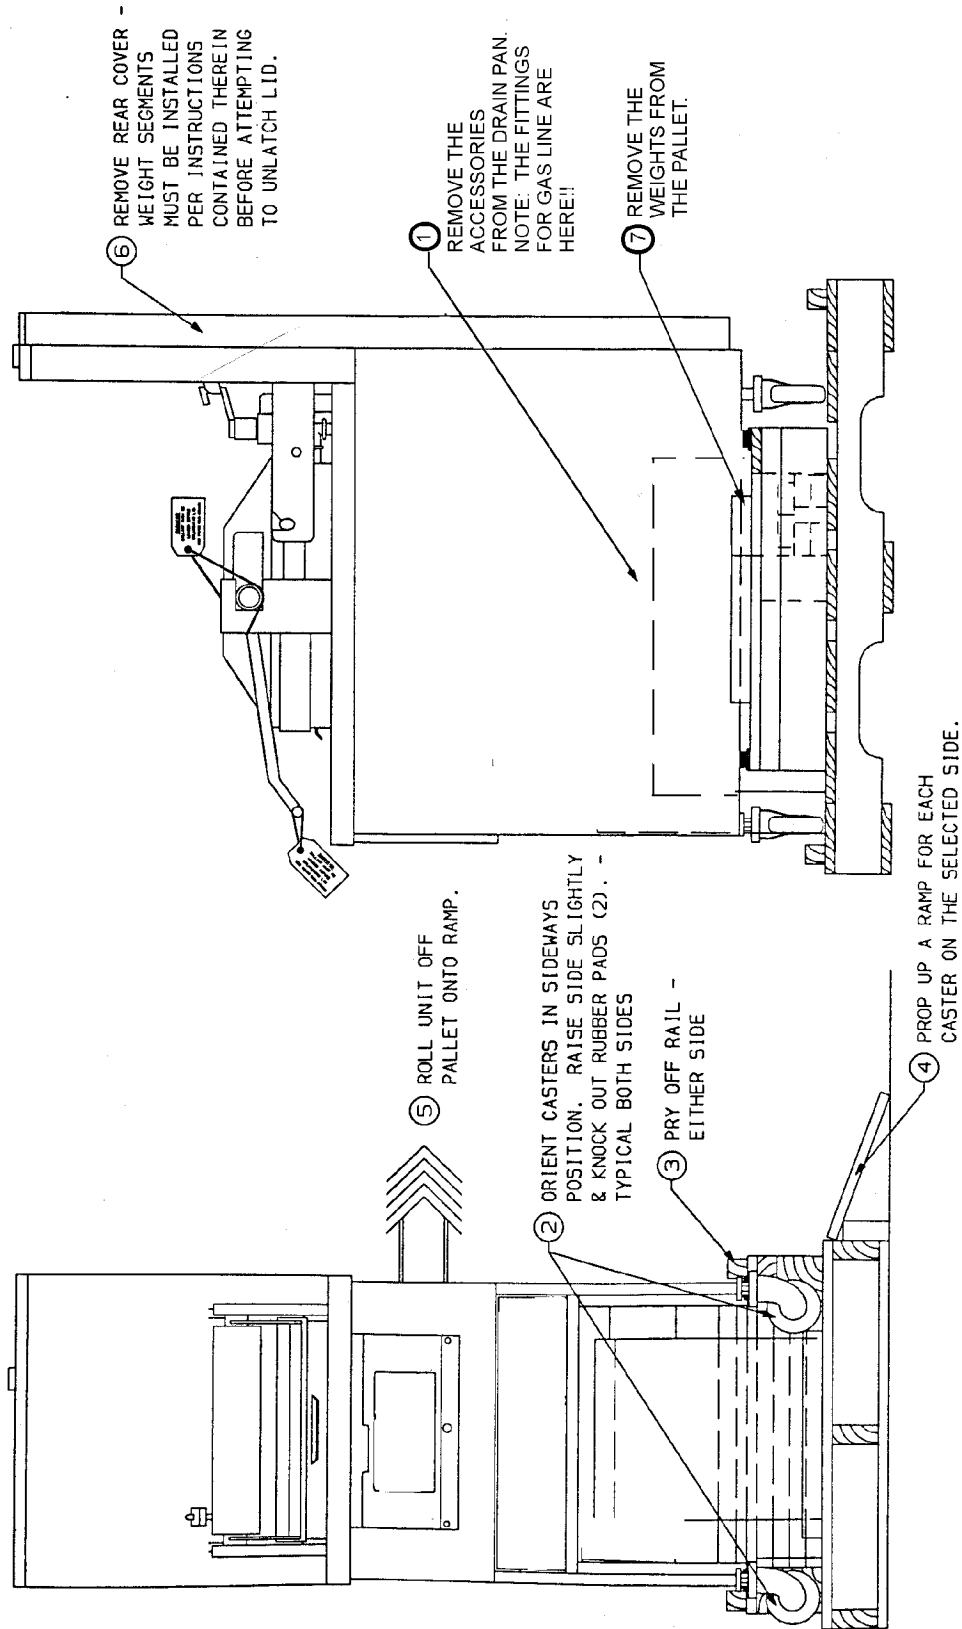 ⑥ REMOVE REAR COVER -
WEIGHT SEGMENTS
MUST BE INSTALLED
PER INSTRUCTIONS
CONTAINED THEREIN
BEFORE ATTEMPTING
TO UNLATCH LID.
① REMOVE THE
ACCESSORIES
FROM THE DRAIN PAN.
NOTE: THE FITTINGS
FOR GAS LINE ARE
HERE!!
⑦ REMOVE THE
WEIGHTS FROM
THE PALLET.
⑤ ROLL UNIT OFF
PALLET ONTO RAMP.
② ORIENT CASTERS IN SIDEWAYS
POSITION. RAISE SIDE SLIGHTLY
& KNOCK OUT RUBBER PADS (2). -
TYPICAL BOTH SIDES
③ PRY OFF RAIL -
EITHER SIDE
④ PROP UP A RAMP FOR EACH
CASTER ON THE SELECTED SIDE.